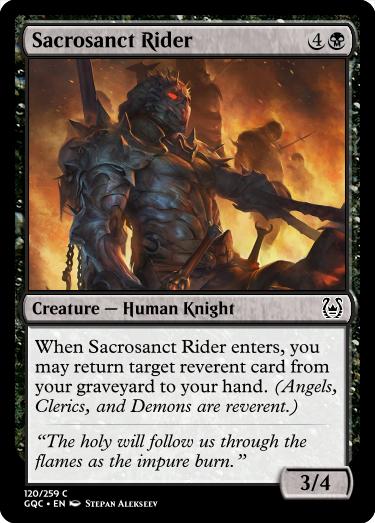 Sacrosanct Rider 4
Creature — Human Knight
When Sacrosanct Rider enters, you
may return target reverent card from
your graveyard to your hand. (Angels,
Clerics, and Demons are reverent.)
“The holy will follow us through the
flames as the impure burn.”
3/4
120/259 C
GQC • EN Stepan Alekseev